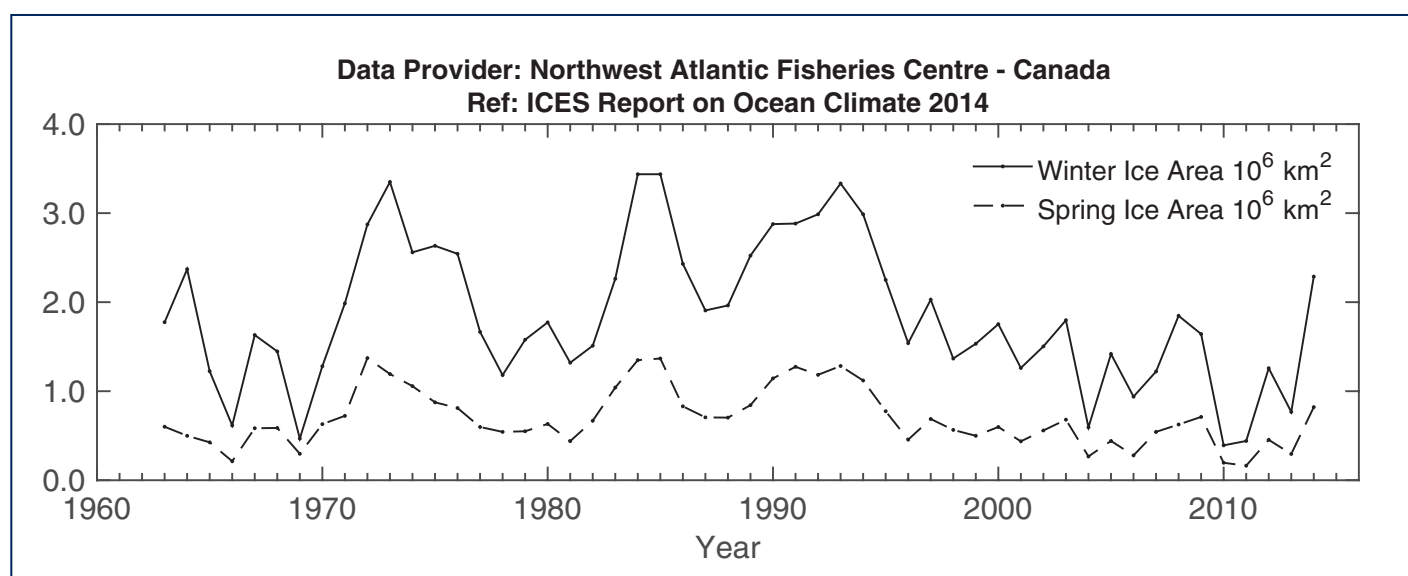 Data Provider: Northwest Atlantic Fisheries Centre - Canada
Ref: ICES Report on Ocean Climate 2014
4.0
3.0
2.0
1.0
0.0
Winter Ice Area 10⁶ km²
Spring Ice Area 10⁶ km²
1960 1970 1980 1990 2000 2010
Year